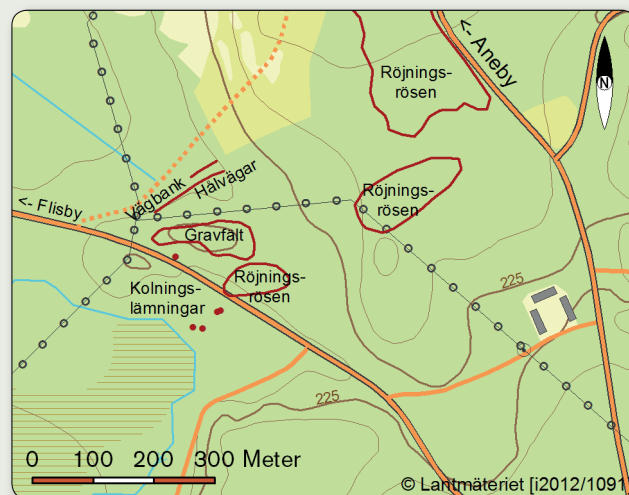 <- Aneby
Röjnings-
rösen
N
Vägbank
Hålvägar
Röjnings-
rösen
<- Flisby
Gravfält
Röjnings-
rösen
Kolnings-
lämningar
225
225
0 100 200 300 Meter
© Lantmäteriet [i2012/1091]